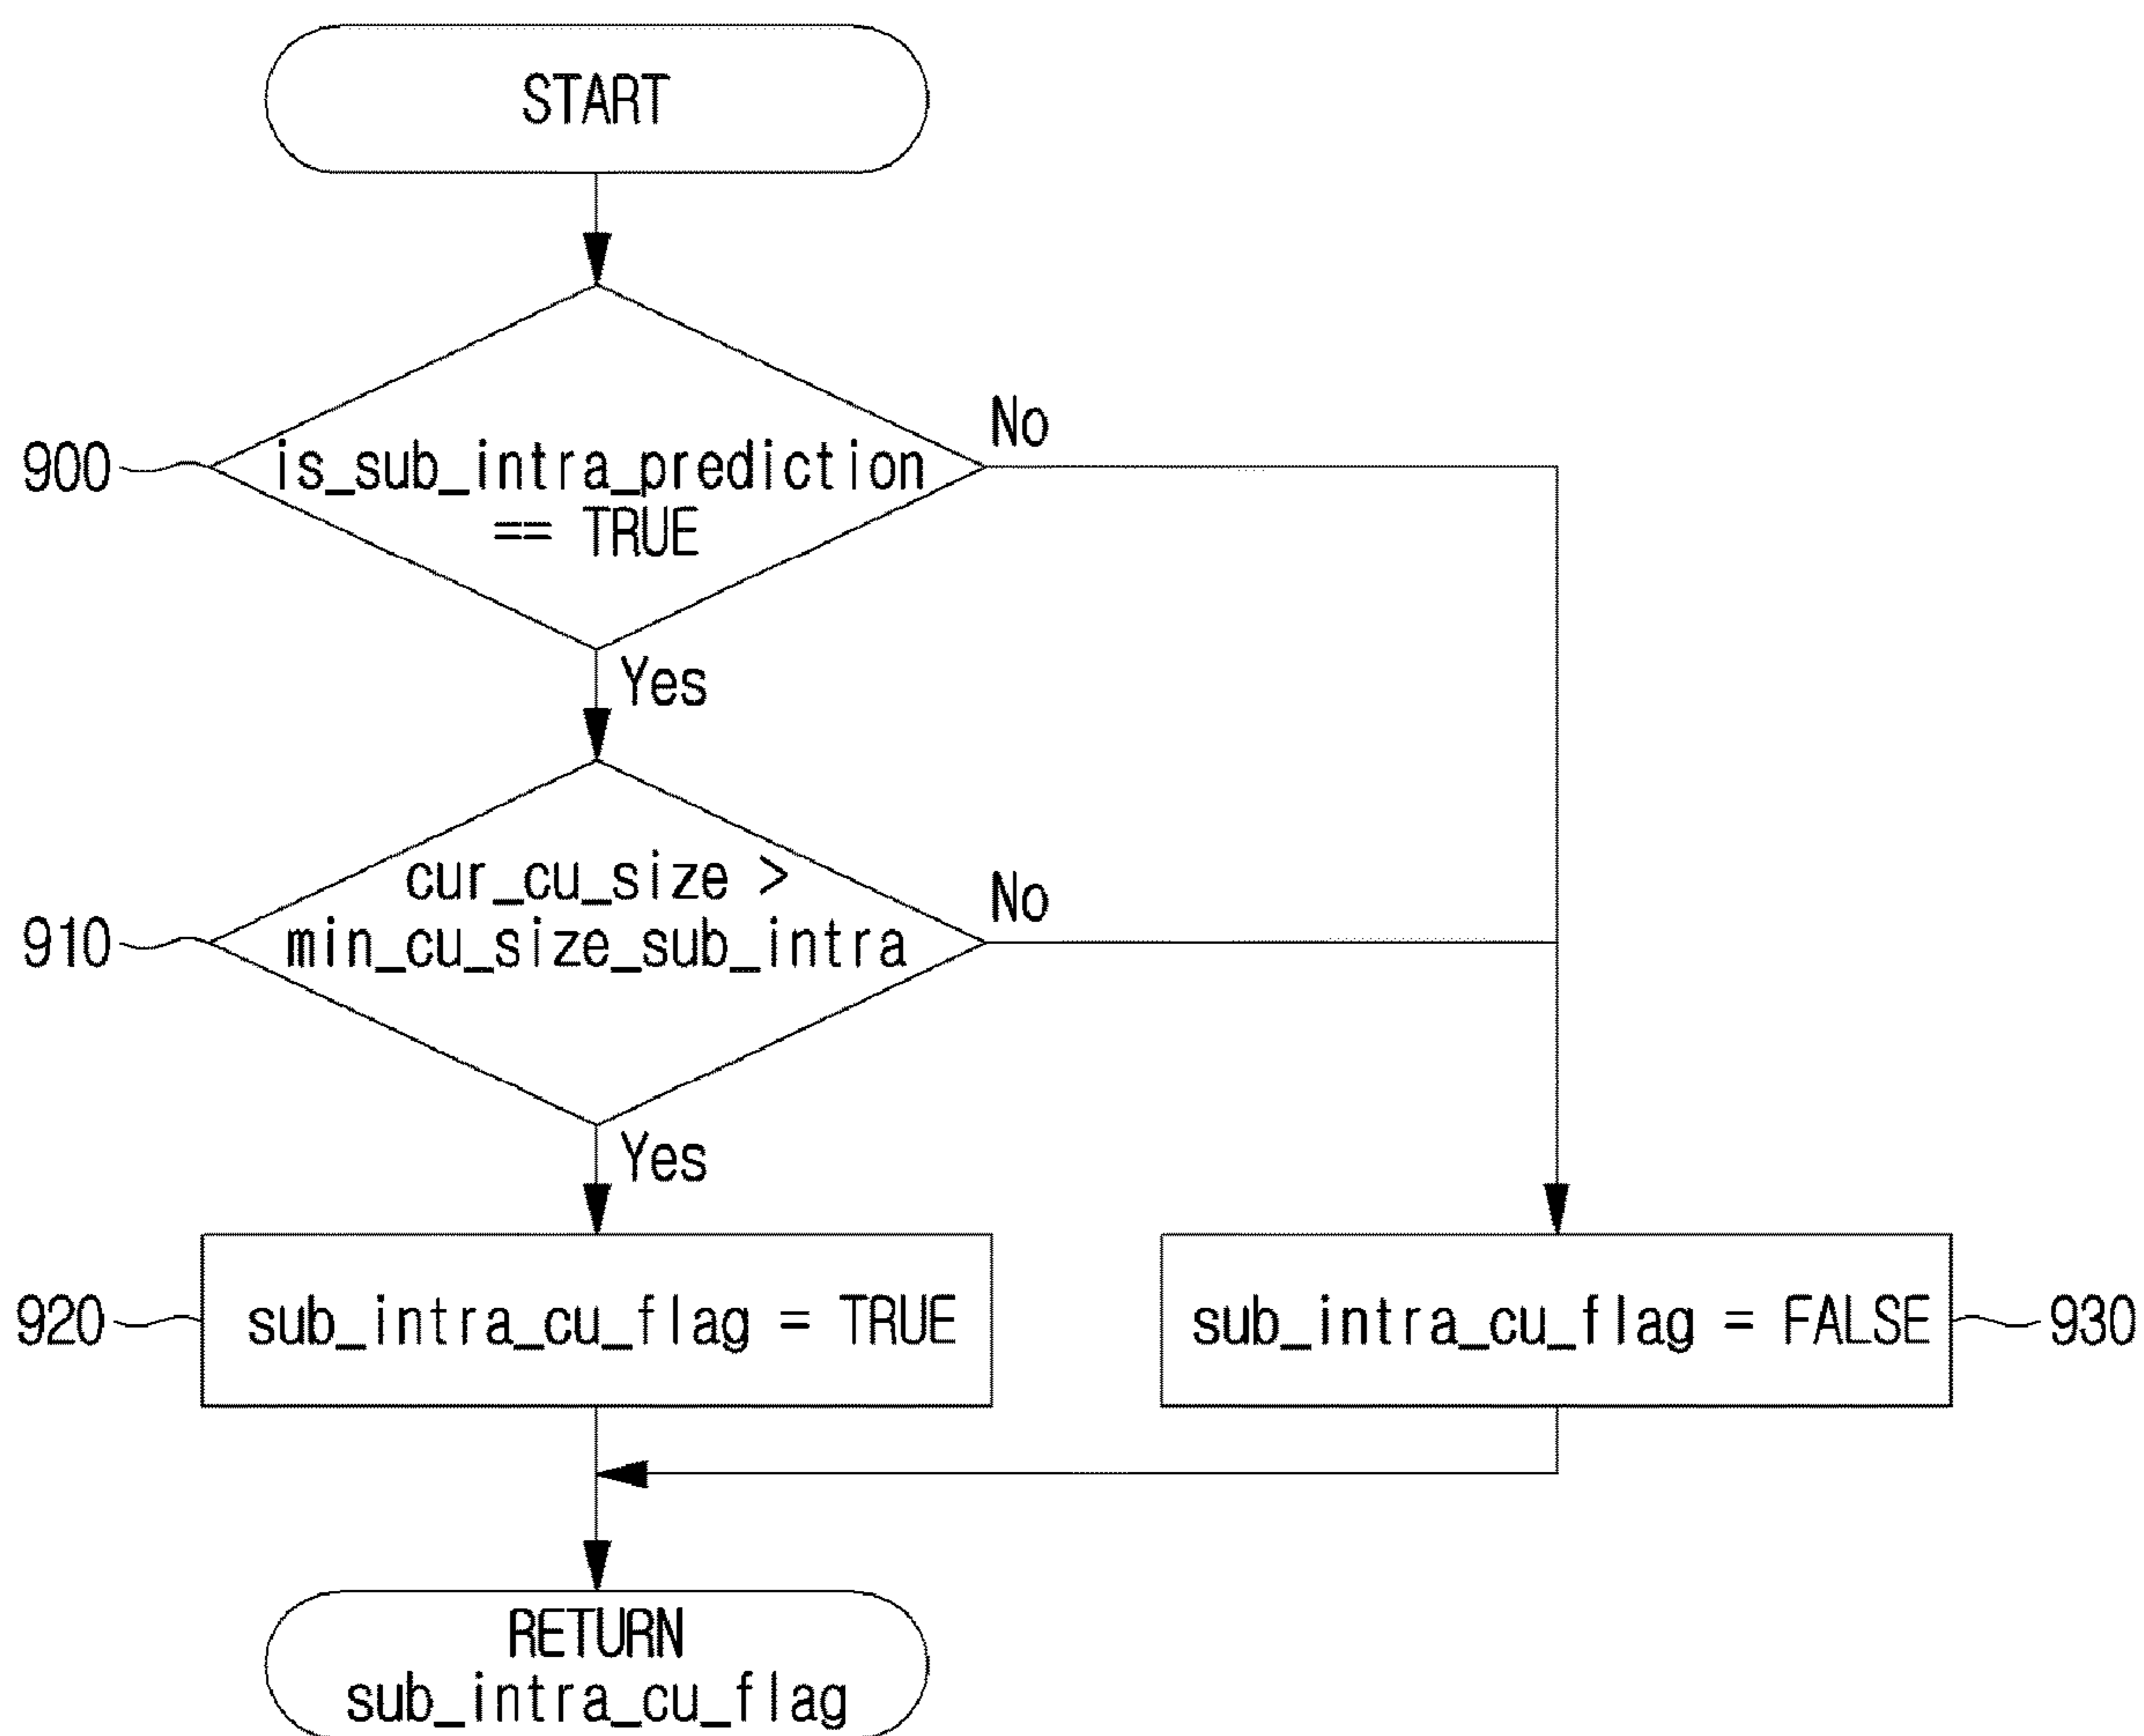 START
900
is_sub_intra_prediction
== TRUE
No
Yes
910
cur_cu_size >
min_cu_size_sub_intra
No
Yes
920
sub_intra_cu_flag = TRUE
sub_intra_cu_flag = FALSE
930
RETURN
sub_intra_cu_flag